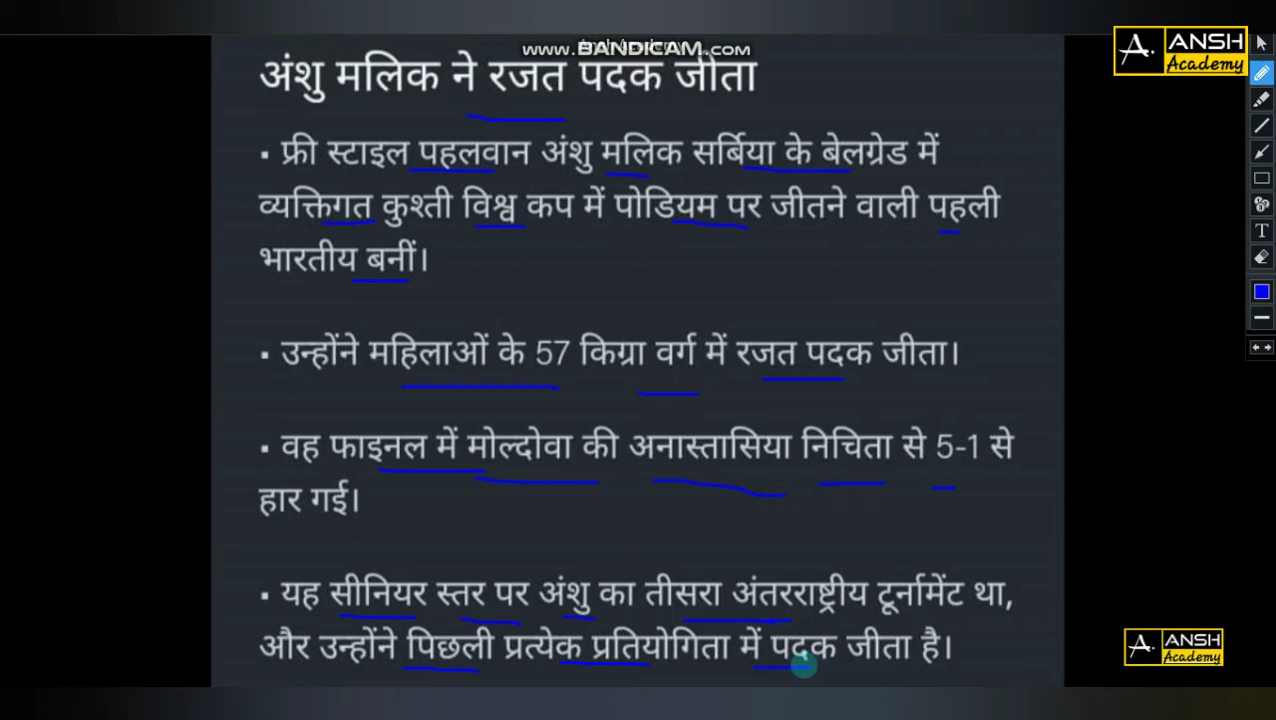 www.BANDICAM.com
A. ANSH
Academy
अंशु मलिक ने रजत पदक जीता
▪ फ्री स्टाइल पहलवान अंशु मलिक सर्बिया के बेलग्रेड में
व्यक्तिगत कुश्ती विश्व कप में पोडियम पर जीतने वाली पहली
भारतीय बनीं।
▪ उन्होंने महिलाओं के 57 किग्रा वर्ग में रजत पदक जीता।
▪ वह फाइनल में मोल्दोवा की अनास्तासिया निचिता से 5-1 से
हार गई।
▪ यह सीनियर स्तर पर अंशु का तीसरा अंतरराष्ट्रीय टूर्नामेंट था,
और उन्होंने पिछली प्रत्येक प्रतियोगिता में पदक जीता है।
A. ANSH
Academy
T